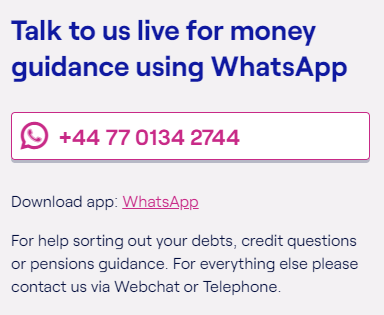 Talk to us live for money
guidance using WhatsApp
+44 77 0134 2744
Download app: WhatsApp
For help sorting out your debts, credit questions
or pensions guidance. For everything else please
contact us via Webchat or Telephone.